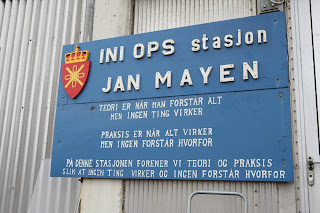 INI OPS stasjon
JAN MAYEN
TEORI ER NÅR MAN FORSTÅR ALT
MEN INGEN TING VIRKER
PRAKSIS ER NÅR ALT VIRKER
MEN INGEN FORSTÅR HVORFOR
PÅ DENNE STASJONEN FORENER VI TEORI OG PRAKSIS
SLIK AT INGEN TING VIRKER OG INGEN FORSTÅR HVORFOR